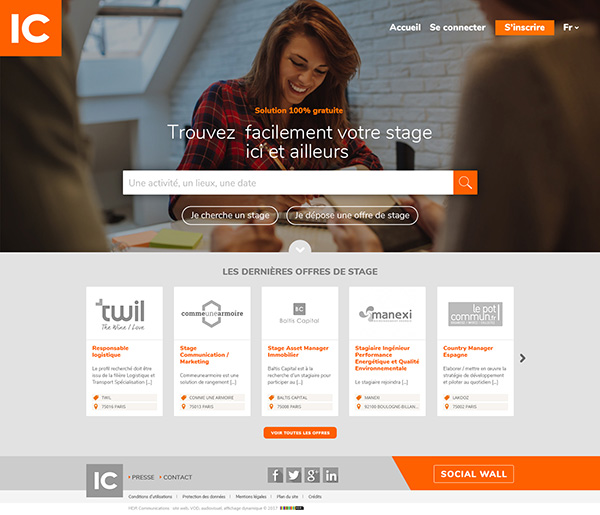 IC
Accueil Se connecter S'inscrire Fr
Solution 100% gratuite
Trouvez facilement votre stage
ici et ailleurs
Une activité, un lieux, une date
Je cherche un stage Je dépose une offre de stage
LES DERNIÈRES OFFRES DE STAGE
twil
The Wine I Love
Responsable
logistique
Le profil recherché doit être
issu de la filière Logistique et
Transport Spécialisation [...]
TWIL
75016 PARIS
communearmoire
Stage
Communication /
Marketing
Communearmoire est une
solution de rangement [...]
COMME UNE ARMOIRE
75013 PARIS
bC
Baltis Capital
Stage Asset Manager
Immobilier
Baltis Capital est à la
recherche d'un stagiaire pour
participer au [...]
BALTIS CAPITAL
75008 PARIS
manexi
Stagiaire Ingénieur
Performance
Energétique et Qualité
Environnementale
Le stagiaire rejoindra [...]
MANEXI
92100 BOULOGNE-BILLAN...
le pot
commun.fr
Country Manager
Espagne
Elaborer / mettre en œuvre la
stratégie de développement
et piloter au quotidien [...]
LAKOOZ
75002 PARIS
VOIR TOUTES LES OFFRES
IC
PRESSE CONTACT
SOCIAL WALL
Conditions d'utilisations | Protection des données | Mentions légales | Plan du site | Crédits
HEM Communications : site web, VOD, audiovisuel, affichage dynamique © 2017